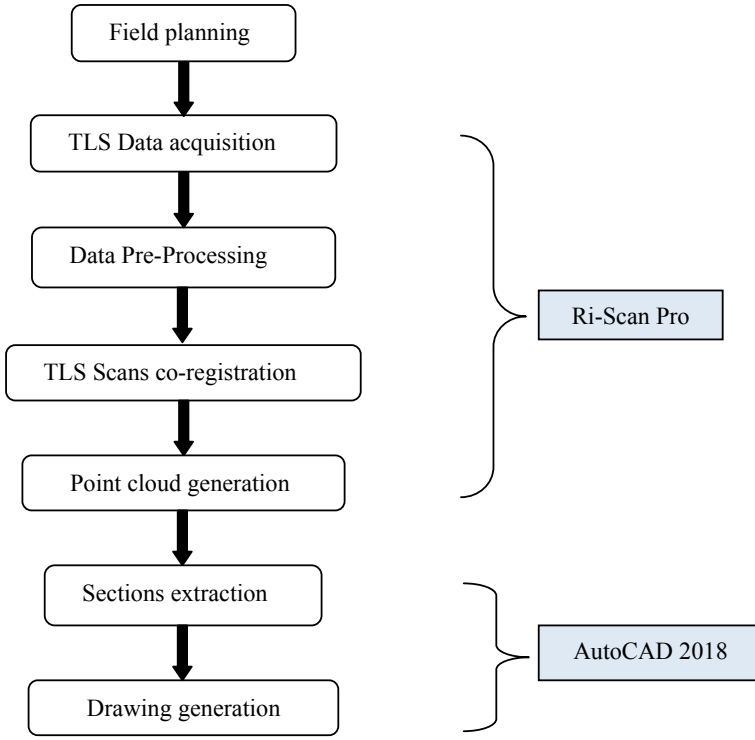 Field planning
TLS Data acquisition
Data Pre-Processing
Ri-Scan Pro
TLS Scans co-registration
Point cloud generation
Sections extraction
AutoCAD 2018
Drawing generation